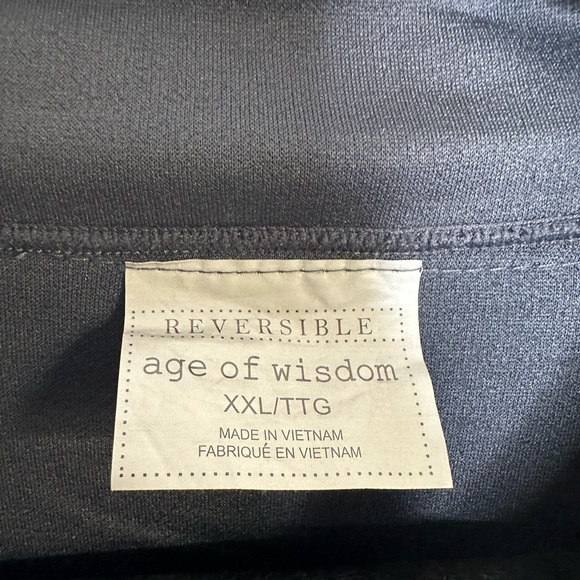 REVERSIBLE
age of wisdom
XXL/TTG
MADE IN VIETNAM
FABRIQUÉ EN VIETNAM